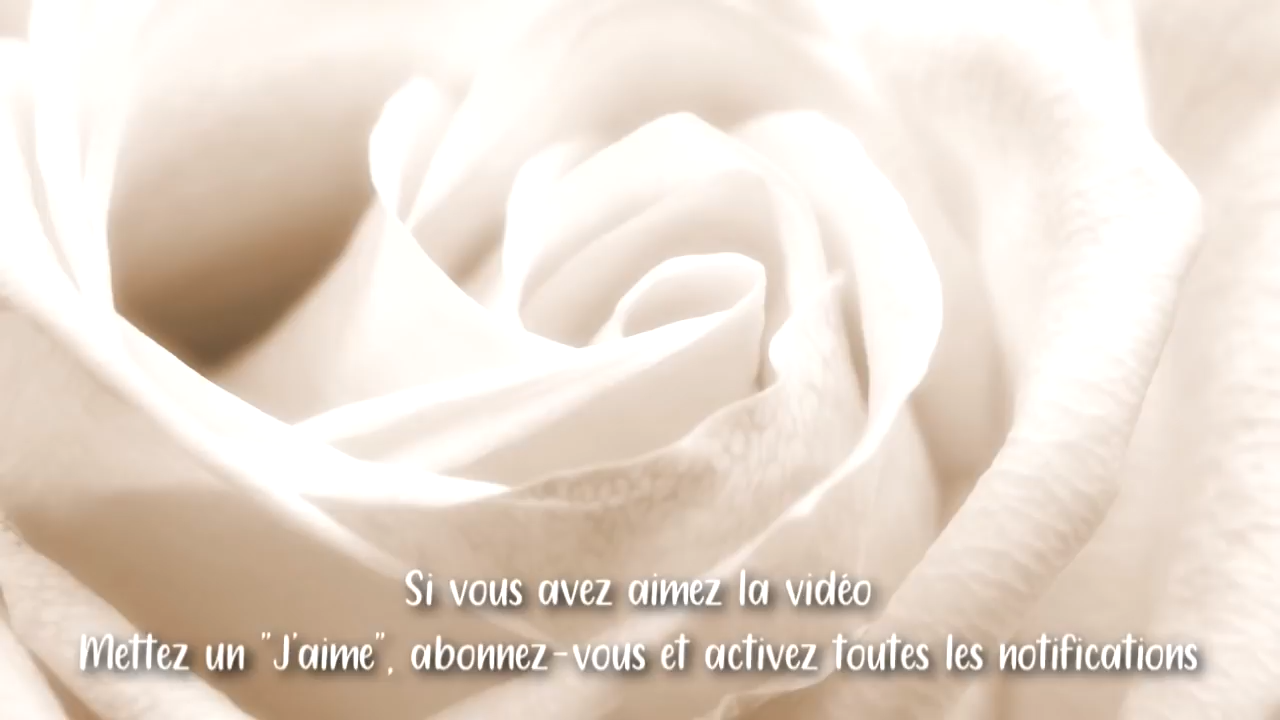 Si vous avez aimez la vidéo
Mettez un "J'aime", abonnez-vous et activez toutes les notifications